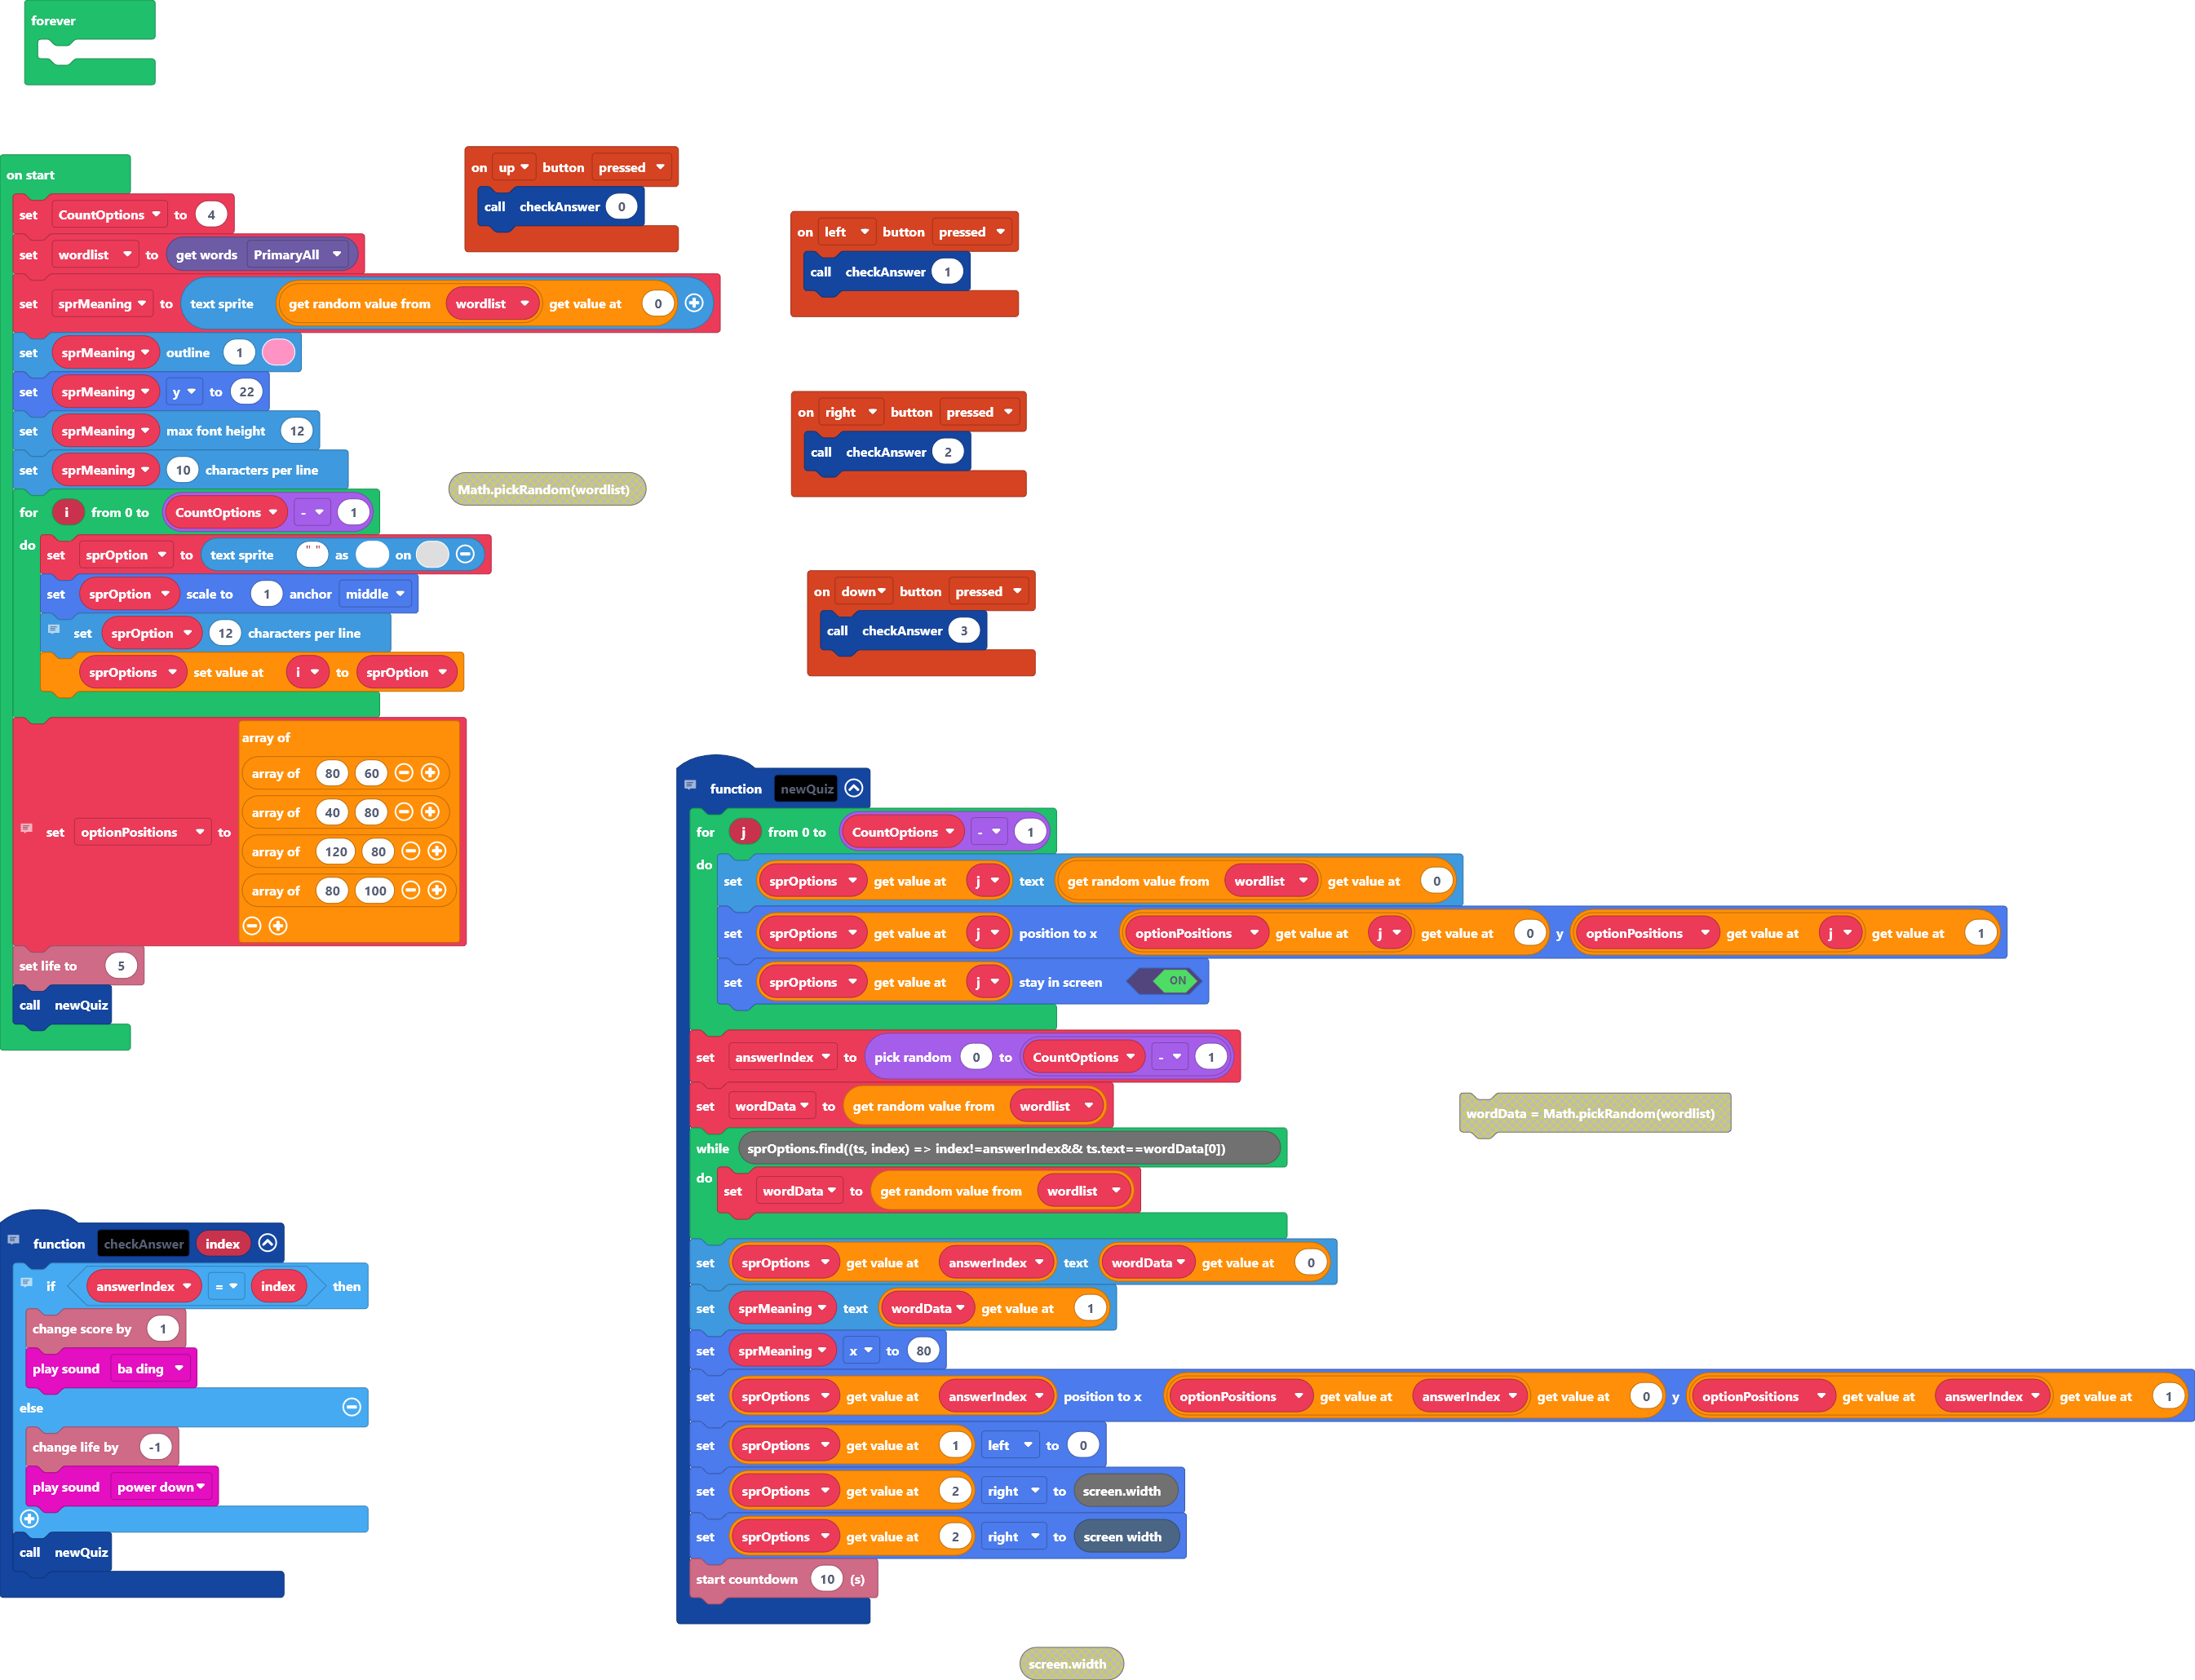 forever
on start
set CountOptions to 4
set wordlist to get words PrimaryAll
set sprMeaning to text sprite get random value from wordlist get value at 0
set sprMeaning outline 1
set sprMeaning y to 22
set sprMeaning max font height 12
set sprMeaning 10 characters per line
for i from 0 to CountOptions - 1
do
set sprOption to text sprite " " as on
set sprOption scale to 1 anchor middle
set sprOption 12 characters per line
sprOptions set value at i to sprOption
set optionPositions to
array of
array of 80 60
array of 40 80
array of 120 80
array of 80 100
set life to 5
call newQuiz
on up button pressed
call checkAnswer 0
on left button pressed
call checkAnswer 1
on right button pressed
call checkAnswer 2
Math.pickRandom(wordlist)
on down button pressed
call checkAnswer 3
function newQuiz
for j from 0 to CountOptions - 1
do
set sprOptions get value at j text get random value from wordlist get value at 0
set sprOptions get value at j position to x optionPositions get value at j get value at 0 y optionPositions get value at j get value at 1
set sprOptions get value at j stay in screen ON
set answerIndex to pick random 0 to CountOptions - 1
set wordData to get random value from wordlist
while sprOptions.find((ts, index) => index!=answerIndex&& ts.text==wordData[0])
do
set wordData to get random value from wordlist
set sprOptions get value at answerIndex text wordData get value at 0
set sprMeaning text wordData get value at 1
set sprMeaning x to 80
set sprOptions get value at answerIndex position to x optionPositions get value at answerIndex get value at 0 y optionPositions get value at answerIndex get value at 1
set sprOptions get value at 1 left to 0
set sprOptions get value at 2 right to screen.width
set sprOptions get value at 2 right to screen width
start countdown 10 (s)
wordData = Math.pickRandom(wordlist)
function checkAnswer index
if answerIndex = index then
change score by 1
play sound ba ding
else
change life by -1
play sound power down
call newQuiz
screen.width